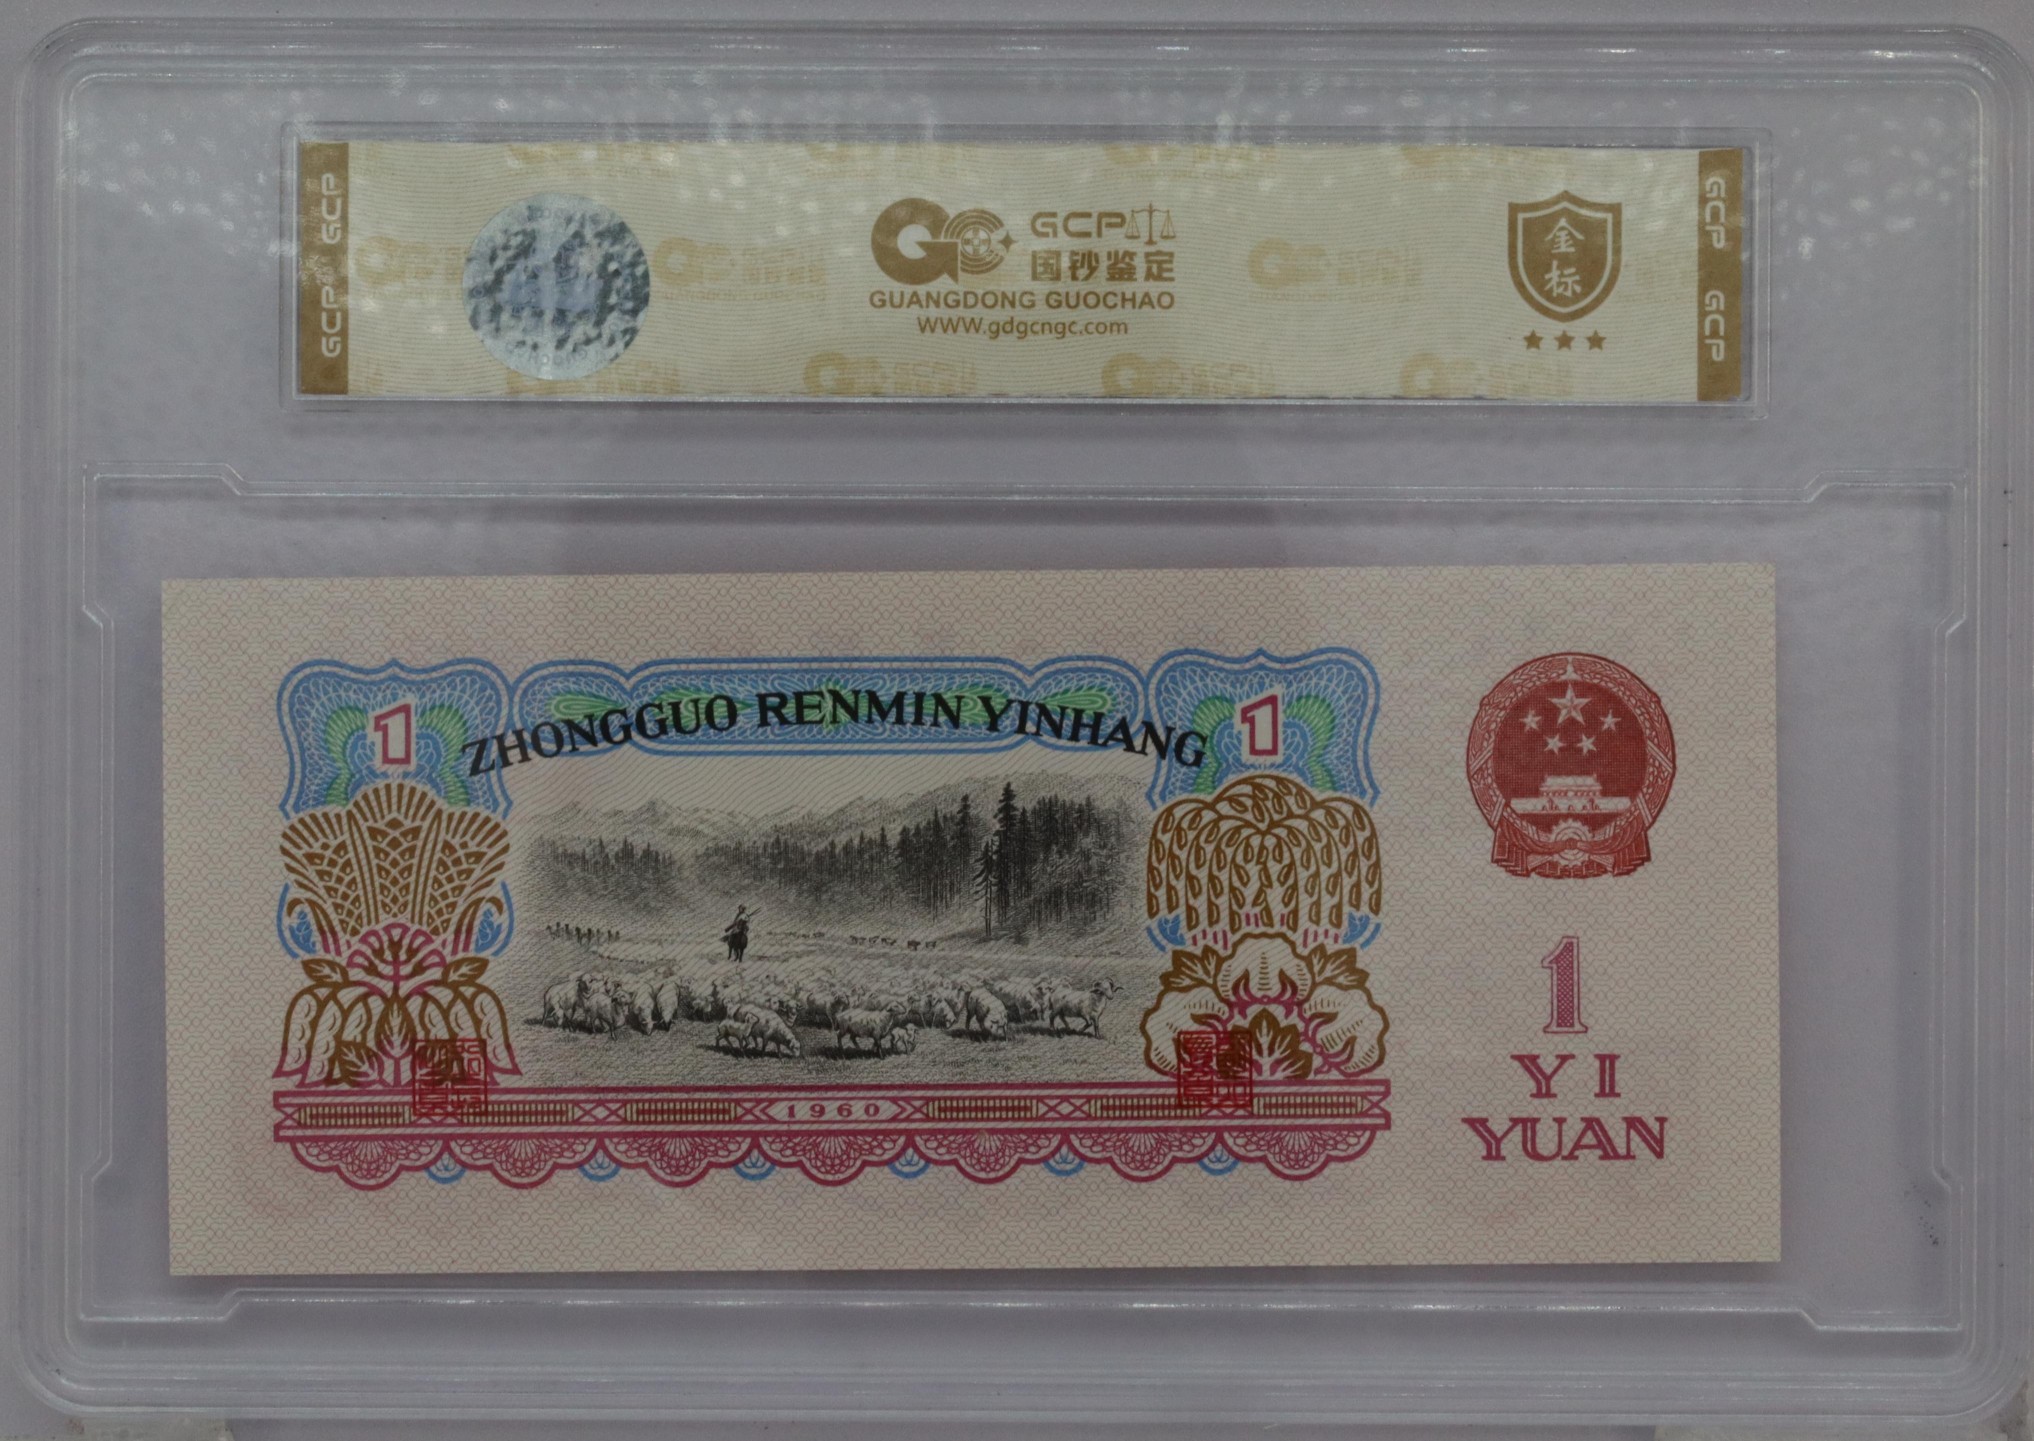 GCP GCP
GCP
国钞鉴定
GUANGDONG GUOCHAO
WWW.gdgcngc.com
金
标
GCP GCP
1
ZHONGGUO RENMIN YINHANG
1
1960
1
YI
YUAN